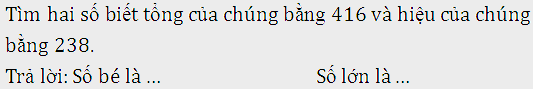 Tìm hai số biết tổng của chúng bằng 416 và hiệu của chúng
bằng 238.
Trả lời: Số bé là ... Số lớn là ...